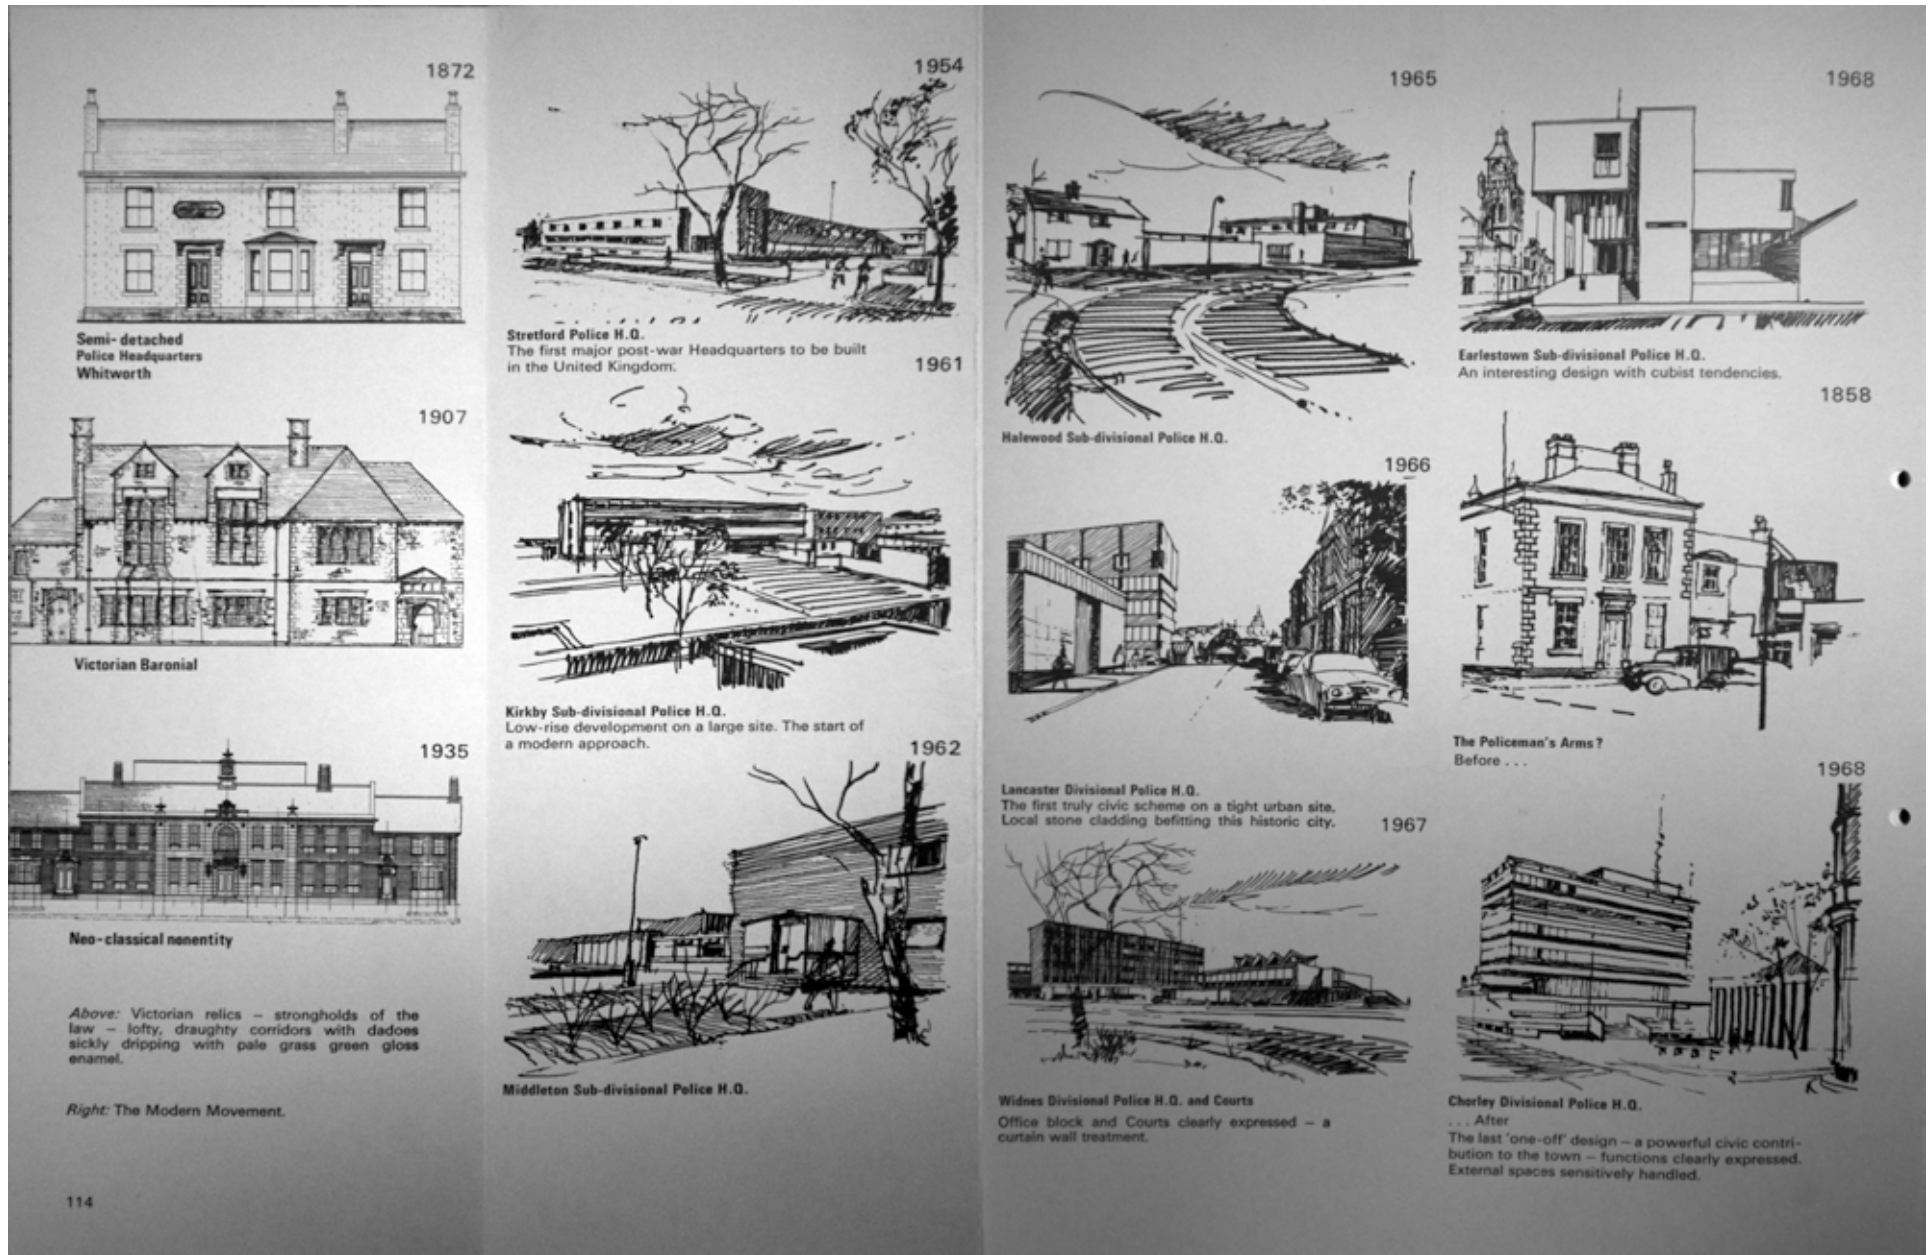 1872
Semi-detached
Police Headquarters
Whitworth
1907
Victorian Baronial
1935
Neo-classical nonentity
Above: Victorian relics – strongholds of the
law – lofty, draughty corridors with dadoes
sickly dripping with pale grass green gloss
enamel.
Right: The Modern Movement.
114
1954
Stretford Police H.Q.
The first major post-war Headquarters to be built
in the United Kingdom.
1961
Kirkby Sub-divisional Police H.Q.
Low-rise development on a large site. The start of
a modern approach.
1962
Middleton Sub-divisional Police H.Q.
1965
Halewood Sub-divisional Police H.Q.
1966
Lancaster Divisional Police H.Q.
The first truly civic scheme on a tight urban site.
Local stone cladding befitting this historic city.
1967
Widnes Divisional Police H.Q. and Courts
Office block and Courts clearly expressed – a
curtain wall treatment.
1968
Earlestown Sub-divisional Police H.Q.
An interesting design with cubist tendencies.
1858
The Policeman's Arms?
Before ...
1968
Chorley Divisional Police H.Q.
... After
The last 'one-off' design – a powerful civic contri-
bution to the town – functions clearly expressed.
External spaces sensitively handled.